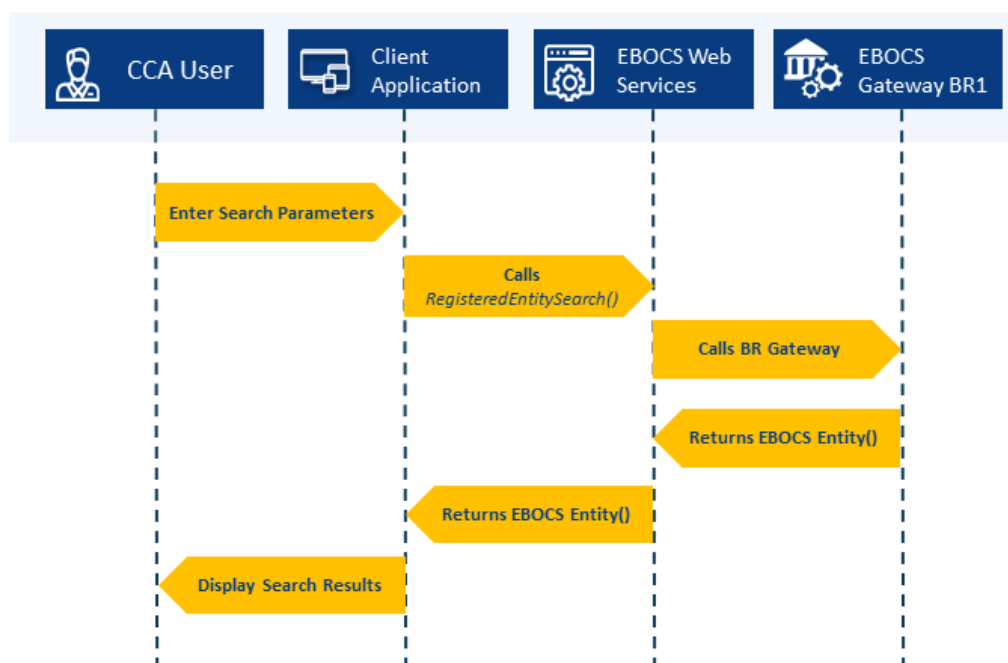 CCA User
Client
Application
EBOCS Web
Services
EBOCS
Gateway BR1
Enter Search Parameters
Calls
RegisteredEntitySearch()
Calls BR Gateway
Returns EBOCS Entity()
Returns EBOCS Entity()
Display Search Results